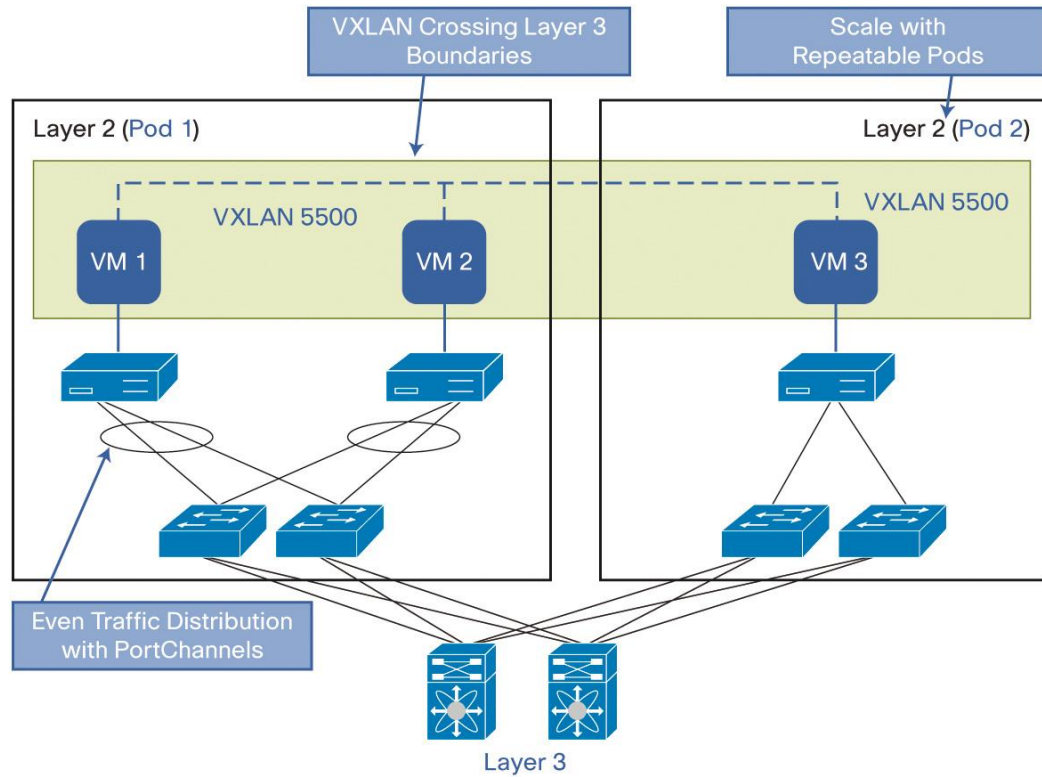 VXLAN Crossing Layer 3
Boundaries
Scale with
Repeatable Pods
Layer 2 (Pod 1)
Layer 2 (Pod 2)
VXLAN 5500
VXLAN 5500
VM 1
VM 2
VM 3
Even Traffic Distribution
with PortChannels
Layer 3